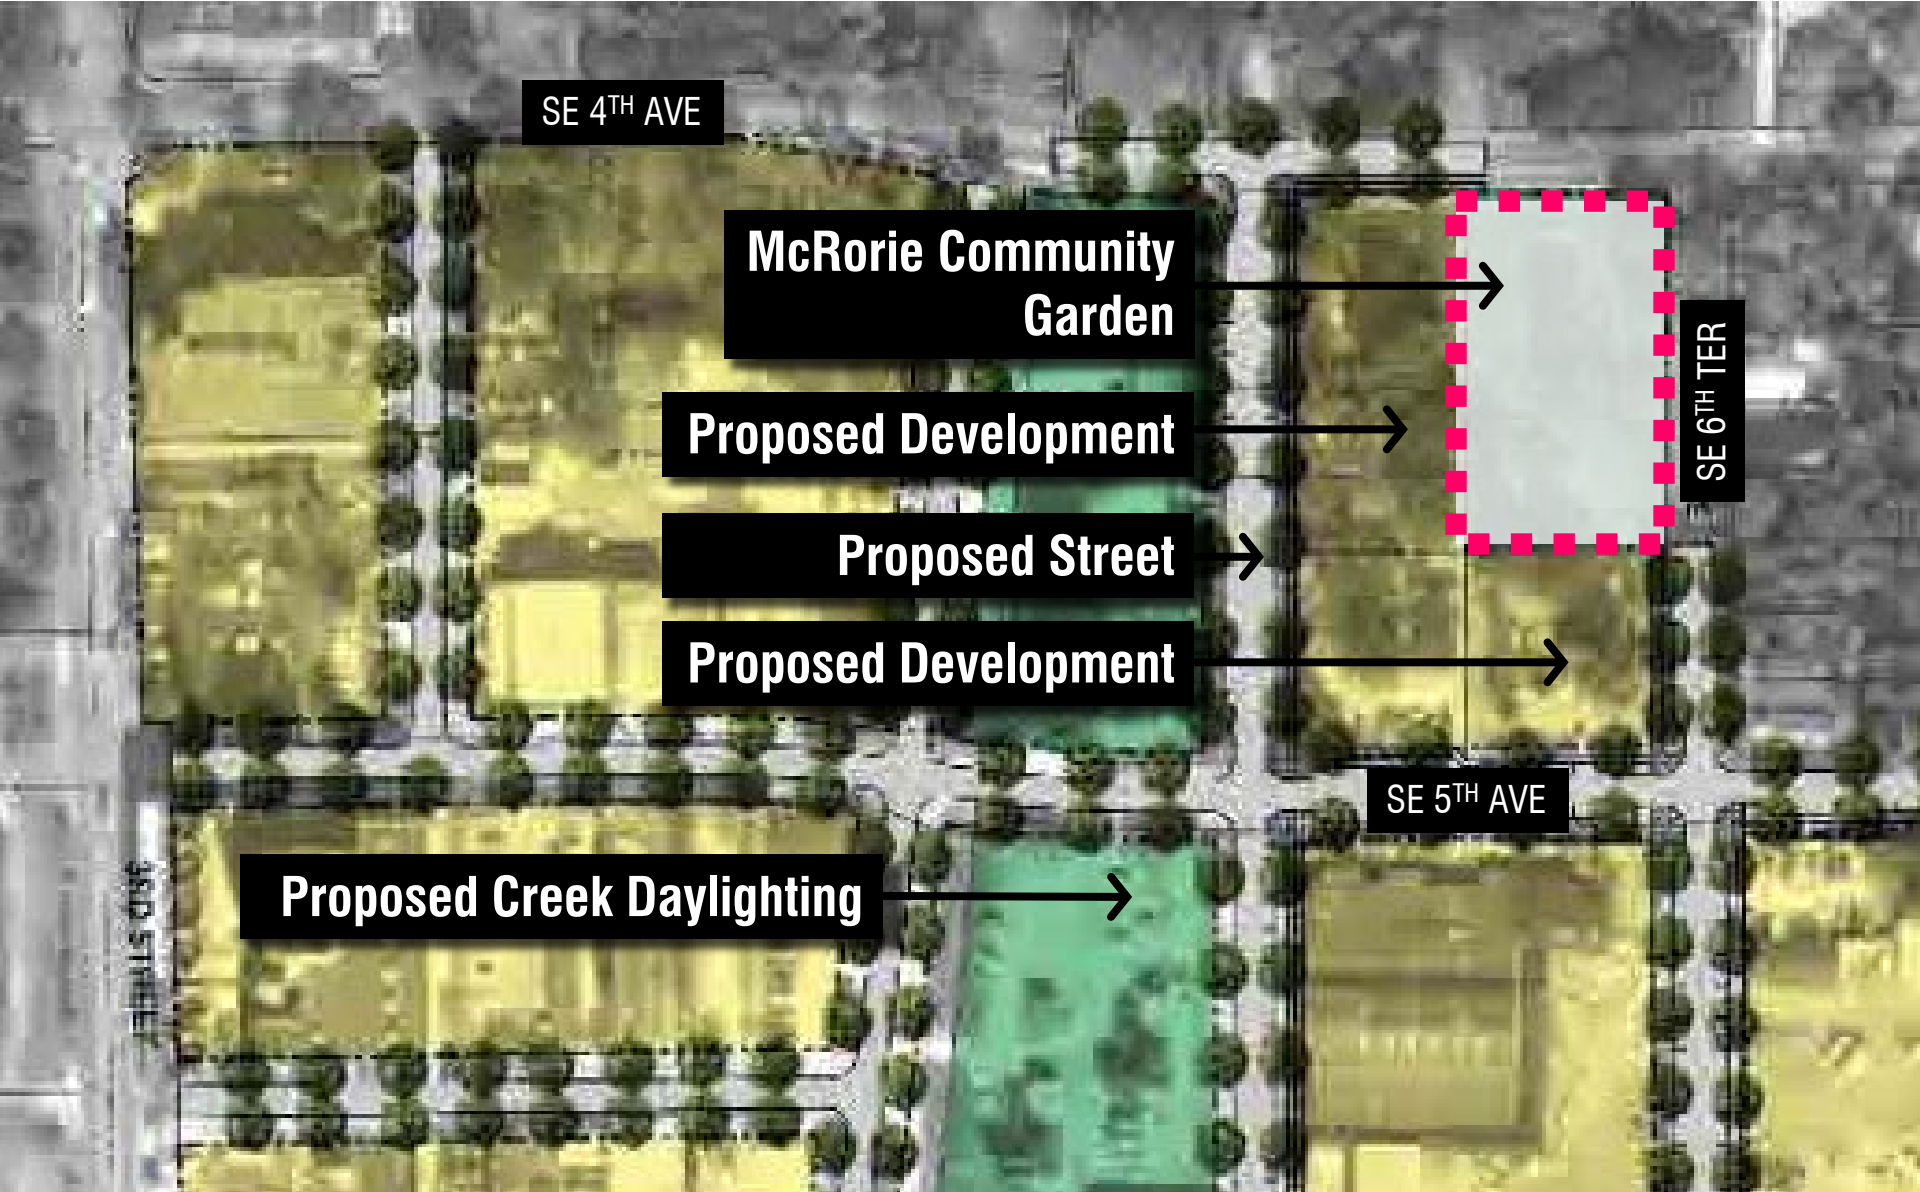 SE 4TH AVE
McRorie Community
Garden
Proposed Development
SE 6TH TER
Proposed Street
Proposed Development
SE 5TH AVE
Proposed Creek Daylighting